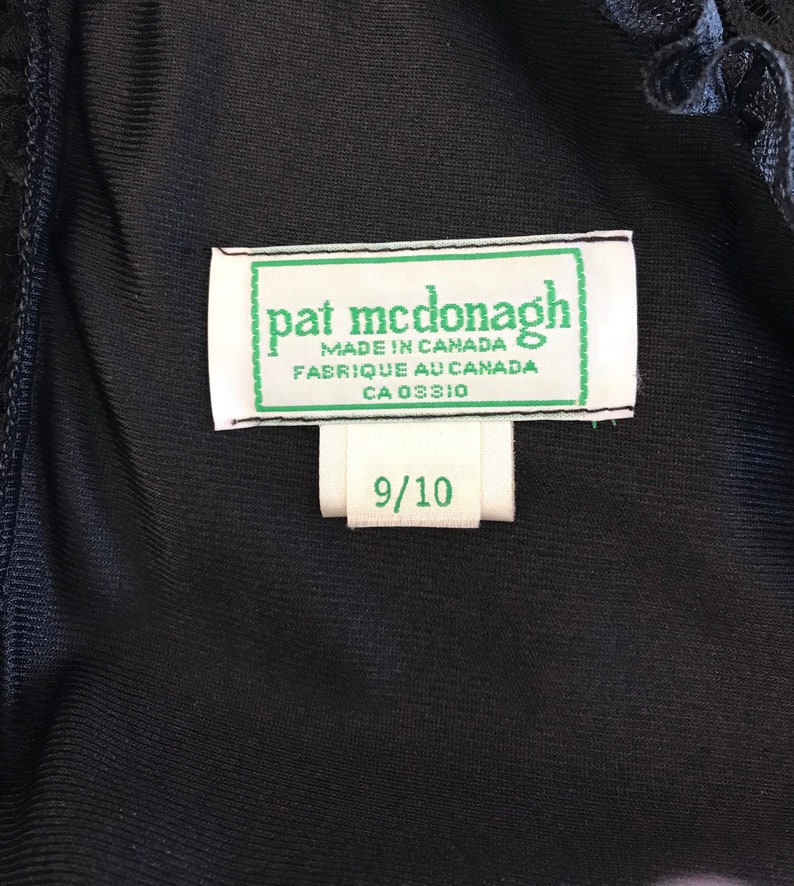 pat mcdonagh
MADE IN CANADA
FABRIQUE AU CANADA
CA 03310
9/10